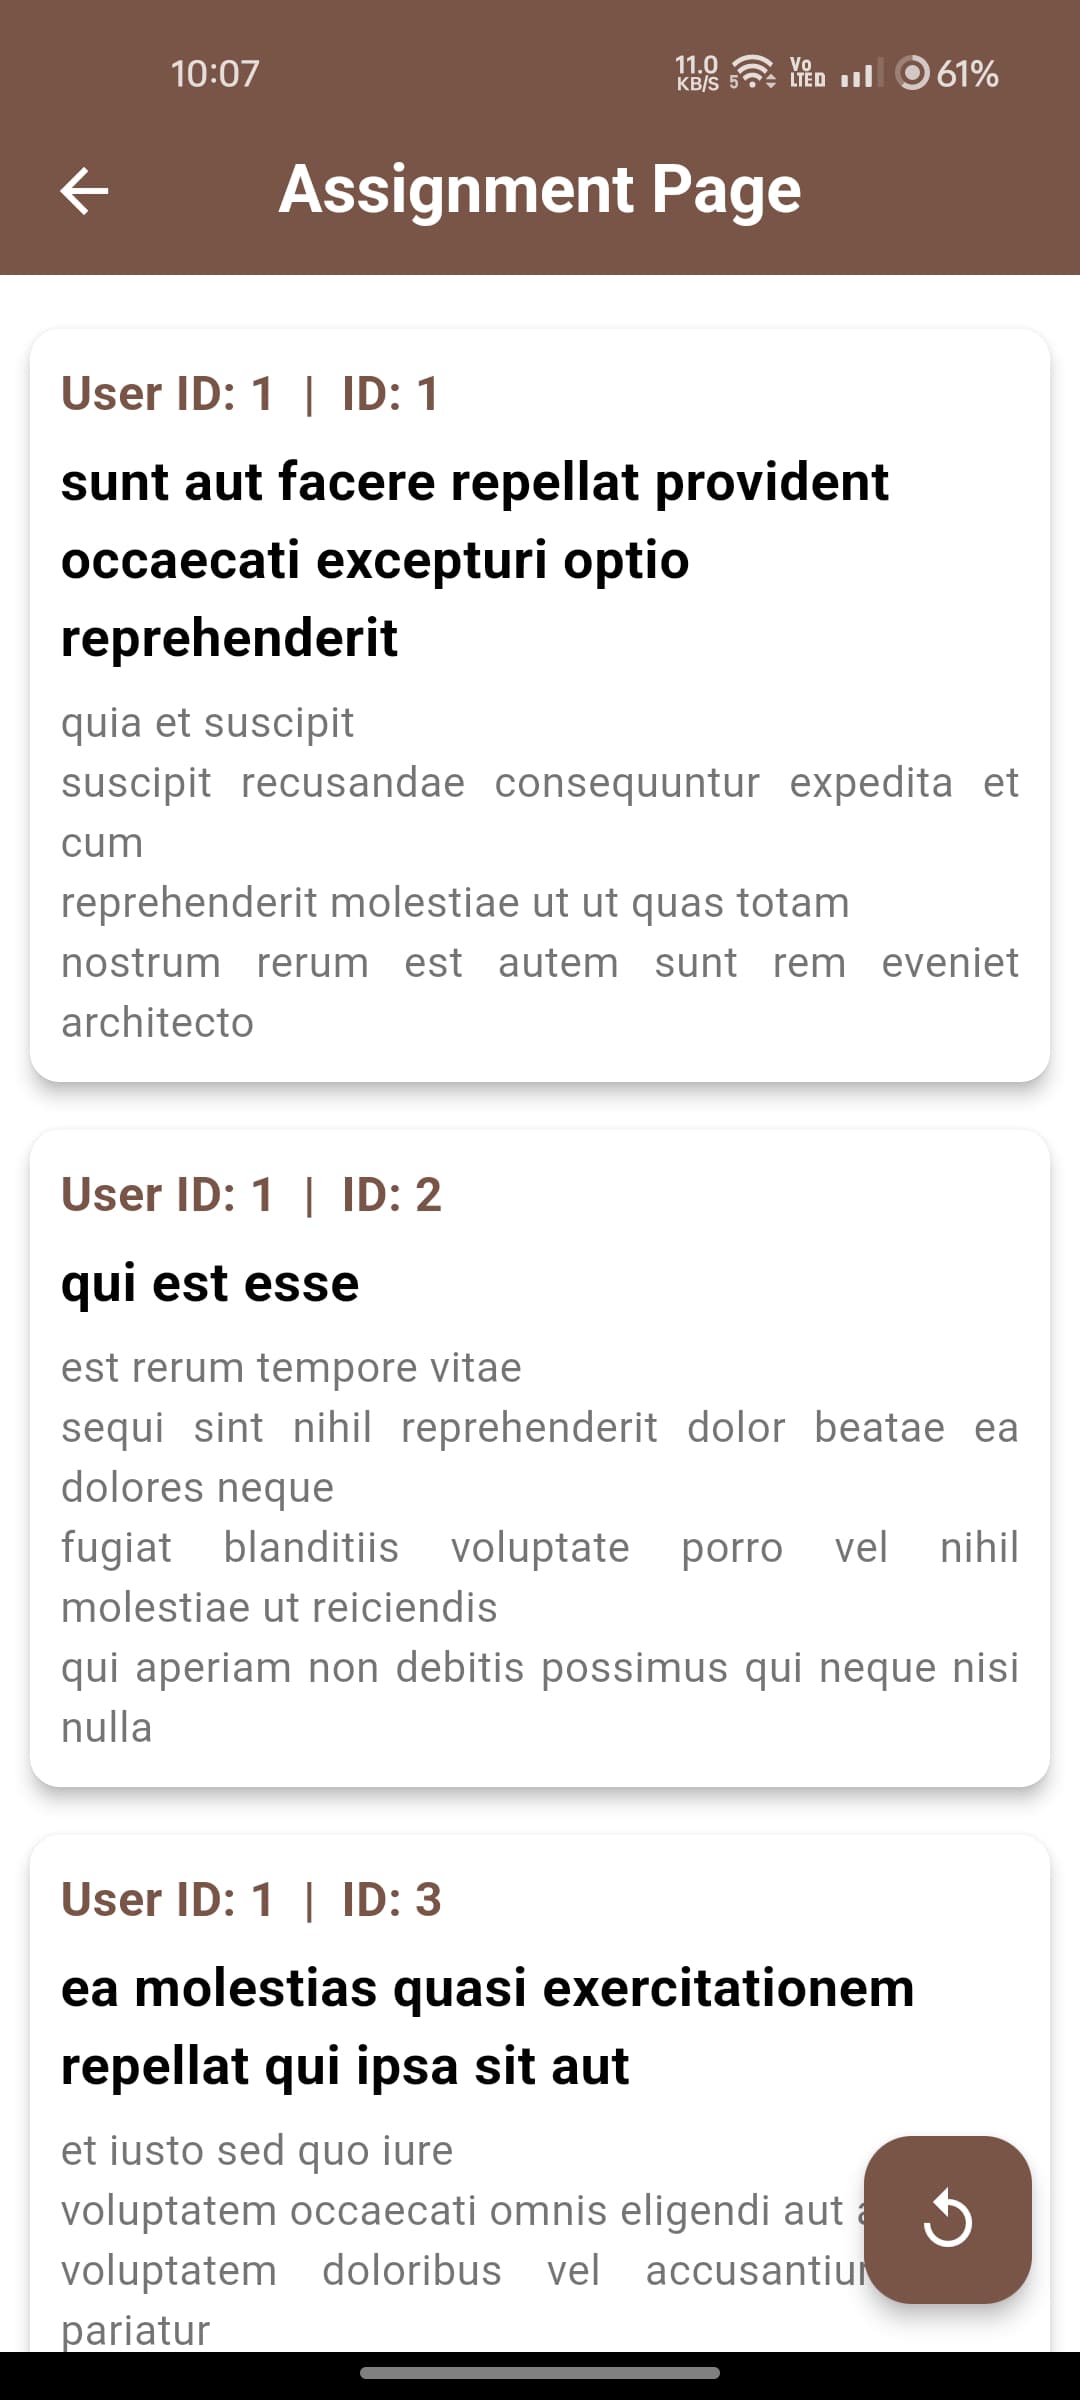 10:07
11.0 KB/S 5 Vo LTED 61%
Assignment Page
User ID: 1 | ID: 1
sunt aut facere repellat provident
occaecati excepturi optio
reprehenderit
quia et suscipit
suscipit recusandae consequuntur expedita et
cum
reprehenderit molestiae ut ut quas totam
nostrum rerum est autem sunt rem eveniet
architecto
User ID: 1 | ID: 2
qui est esse
est rerum tempore vitae
sequi sint nihil reprehenderit dolor beatae ea
dolores neque
fugiat blanditiis voluptate porro vel nihil
molestiae ut reiciendis
qui aperiam non debitis possimus qui neque nisi
nulla
User ID: 1 | ID: 3
ea molestias quasi exercitationem
repellat qui ipsa sit aut
et iusto sed quo iure
voluptatem occaecati omnis eligendi aut
voluptatem doloribus vel
pariatur